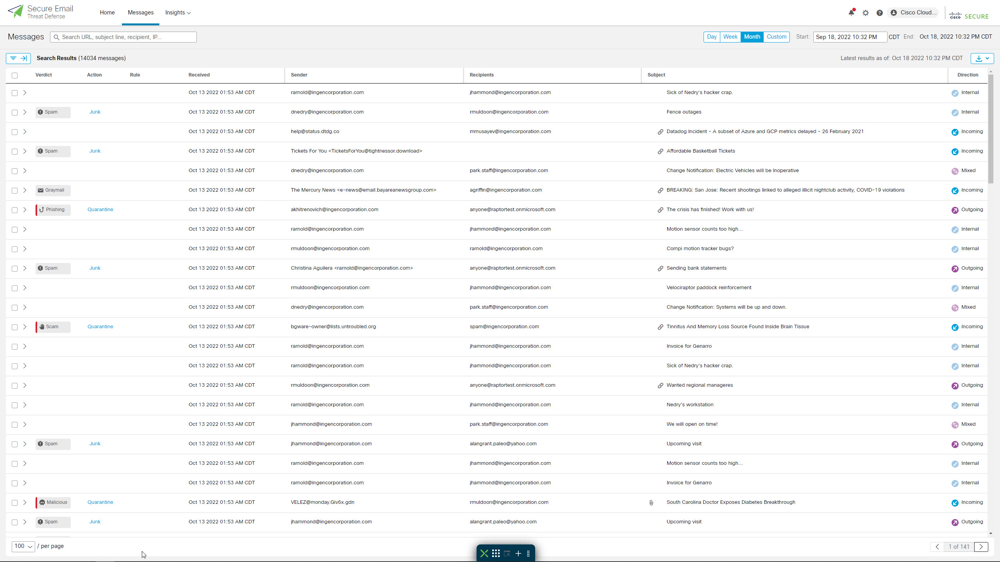 Secure Email
Threat Defense
Home Messages Insights
Cisco Cloud...
cisco SECURE
Messages Search URL, subject line, recipient, IP... Day Week Month Custom Start: Sep 18, 2022 10:32 PM CDT End: Oct 18, 2022 10:32 PM CDT
Search Results (14034 messages) Latest results as of: Oct 18 2022 10:32 PM CDT
Verdict Action Rule Received Sender Recipients Subject Direction
Oct 13 2022 01:53 AM CDT rarnold@ingencorporation.com jhammond@ingencorporation.com Sick of Nedry's hacker crap. Internal
Spam Junk Oct 13 2022 01:53 AM CDT dnedry@ingencorporation.com rmuldoon@ingencorporation.com Fence outages Internal
Oct 13 2022 01:53 AM CDT help@status.dtdg.co mmusayev@ingencorporation.com Datadog Incident - A subset of Azure and GCP metrics delayed - 26 February 2021 Incoming
Spam Junk Oct 13 2022 01:53 AM CDT Tickets For You <TicketsForYou@tightnessor.download> Affordable Basketball Tickets Incoming
Oct 13 2022 01:53 AM CDT dnedry@ingencorporation.com park.staff@ingencorporation.com Change Notification: Electric Vehicles will be Inoperative Mixed
Graymail Oct 13 2022 01:53 AM CDT The Mercury News <e-news@email.bayareanewsgroup.com> agriffin@ingencorporation.com BREAKING: San Jose: Recent shootings linked to alleged illicit nightclub activity, COVID-19 violations Incoming
Phishing Quarantine Oct 13 2022 01:53 AM CDT akhitrenovich@ingencorporation.com anyone@raptortest.onmicrosoft.com The crisis has finished! Work with us! Outgoing
Oct 13 2022 01:53 AM CDT rarnold@ingencorporation.com jhammond@ingencorporation.com Motion sensor counts too high... Internal
Oct 13 2022 01:53 AM CDT rmuldoon@ingencorporation.com rarnold@ingencorporation.com Compi motion tracker bugs? Internal
Spam Junk Oct 13 2022 01:53 AM CDT Christina Aguilera <rarnold@ingencorporation.com> anyone@raptortest.onmicrosoft.com Sending bank statements Outgoing
Oct 13 2022 01:53 AM CDT rmuldoon@ingencorporation.com jhammond@ingencorporation.com Velociraptor paddock reinforcement Internal
Oct 13 2022 01:53 AM CDT dnedry@ingencorporation.com park.staff@ingencorporation.com Change Notification: Systems will be up and down. Mixed
Scam Quarantine Oct 13 2022 01:53 AM CDT bgware-owner@lists.untroubled.org spam@ingencorporation.com Tinnitus And Memory Loss Source Found Inside Brain Tissue Incoming
Oct 13 2022 01:53 AM CDT rarnold@ingencorporation.com jhammond@ingencorporation.com Invoice for Genarro Internal
Oct 13 2022 01:53 AM CDT rarnold@ingencorporation.com jhammond@ingencorporation.com Sick of Nedry's hacker crap. Internal
Oct 13 2022 01:53 AM CDT rmuldoon@ingencorporation.com anyone@raptortest.onmicrosoft.com Wanted regional manageres Outgoing
Oct 13 2022 01:53 AM CDT rarnold@ingencorporation.com jhammond@ingencorporation.com Nedry's workstation Internal
Oct 13 2022 01:53 AM CDT jhammond@ingencorporation.com park.staff@ingencorporation.com We will open on time! Mixed
Spam Junk Oct 13 2022 01:53 AM CDT jhammond@ingencorporation.com alangrant.paleo@yahoo.com Upcoming visit Outgoing
Oct 13 2022 01:53 AM CDT rarnold@ingencorporation.com jhammond@ingencorporation.com Motion sensor counts too high... Internal
Oct 13 2022 01:53 AM CDT rarnold@ingencorporation.com jhammond@ingencorporation.com Invoice for Genarro Internal
Malicious Quarantine Oct 13 2022 01:53 AM CDT VELEZ@monday.Giv6x.gdn rmuldoon@ingencorporation.com South Carolina Doctor Exposes Diabetes Breakthrough Incoming
Spam Junk Oct 13 2022 01:53 AM CDT jhammond@ingencorporation.com alangrant.paleo@yahoo.com Upcoming visit Outgoing
100 / per page 1 of 141